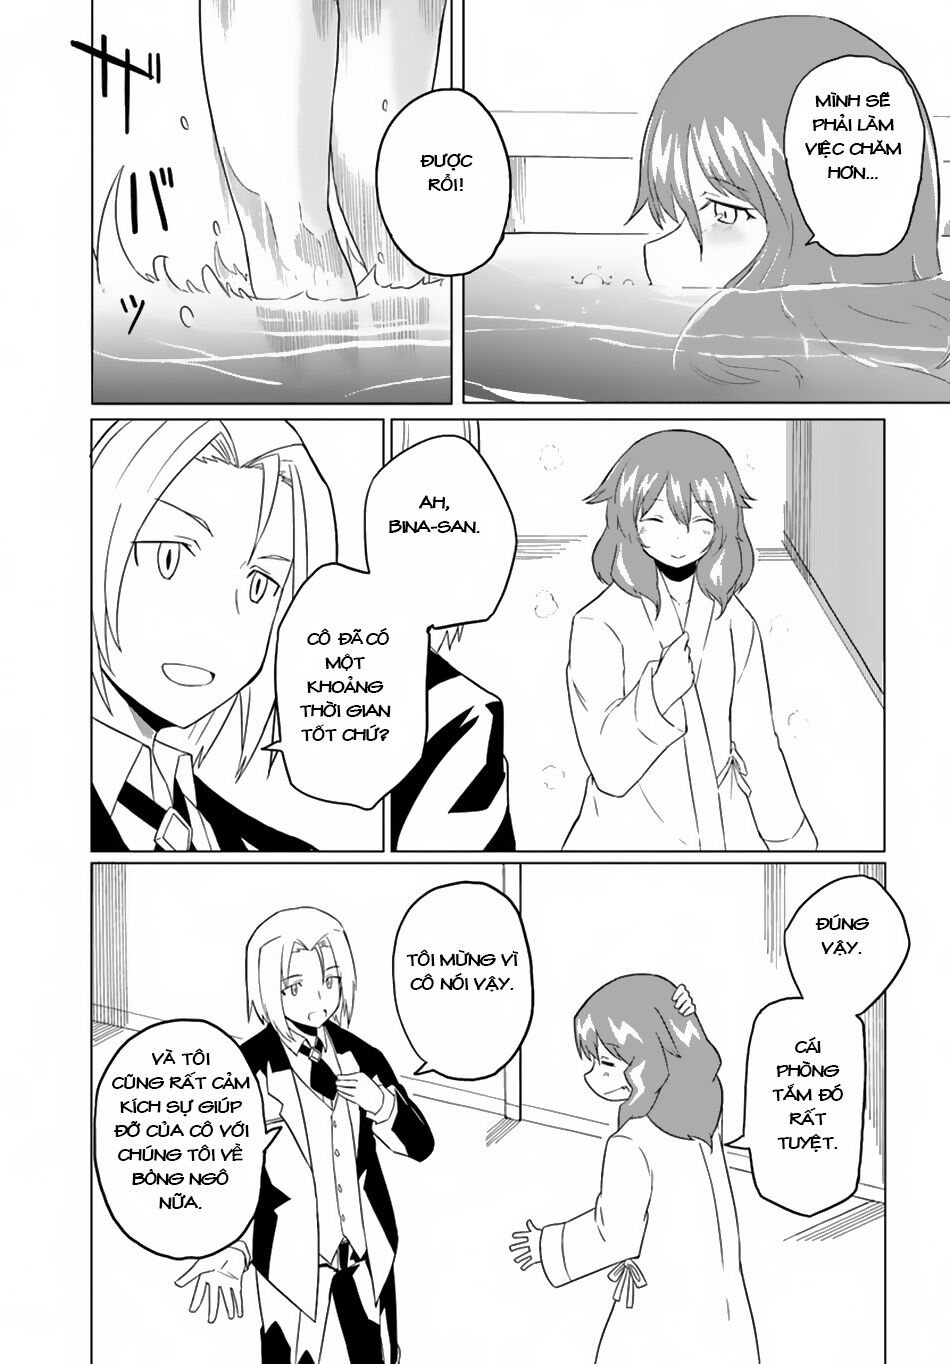 MÌNH SẼ
PHẢI LÀM
VIỆC CHĂM
HƠN...
ĐƯỢC
RỒI!
ザバッ
AH,
BINA-SAN.
CÔ ĐÃ CÓ
MỘT
KHOẢNG
THỜI GIAN
TỐT CHỨ?
ĐÚNG
VẬY.
CÁI
PHÒNG
TẮM ĐÓ
RẤT
TUYỆT.
TÔI MỪNG VÌ
CÔ NÓI VẬY.
VÀ TÔI
CŨNG RẤT CẢM
KÍCH SỰ GIÚP
ĐỠ CỦA CÔ VỚI
CHÚNG TÔI VỀ
BỎNG NGÔ
NỮA.